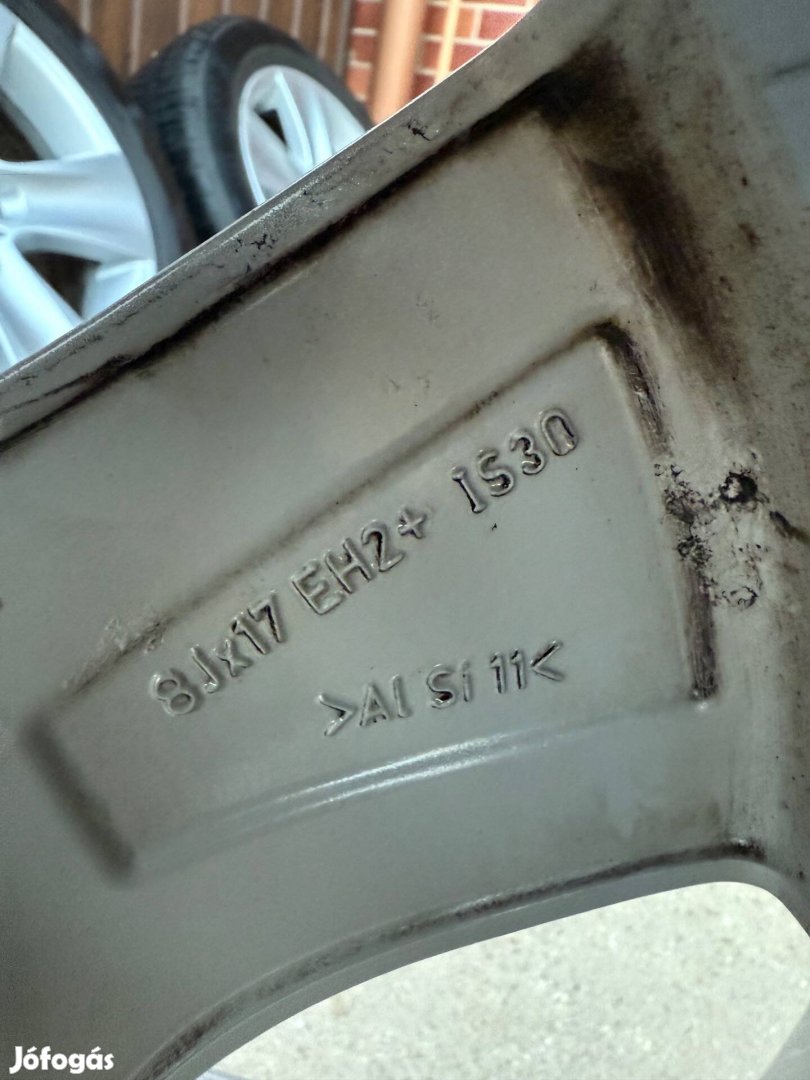 8Jx17 EH2+ IS30
>Al Si 11<
Jófogás